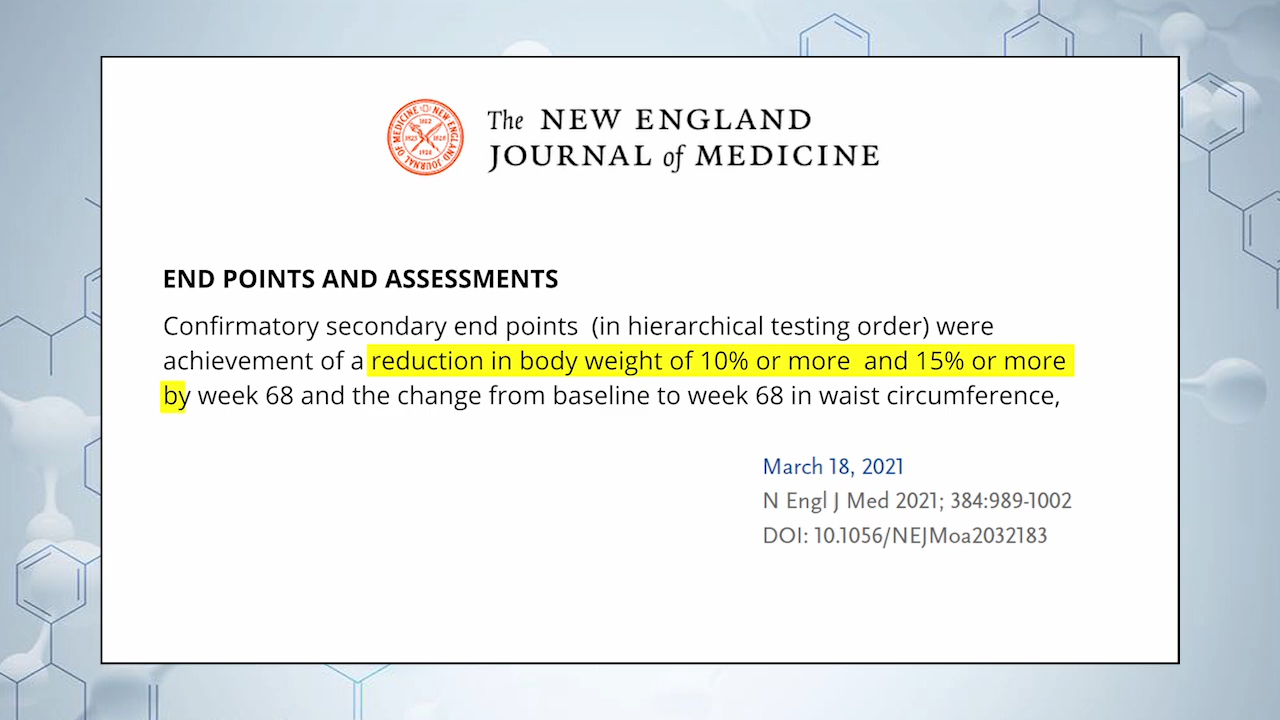 The NEW ENGLAND
JOURNAL of MEDICINE
END POINTS AND ASSESSMENTS
Confirmatory secondary end points (in hierarchical testing order) were
achievement of a reduction in body weight of 10% or more and 15% or more
by week 68 and the change from baseline to week 68 in waist circumference,
March 18, 2021
N Engl J Med 2021; 384:989-1002
DOI: 10.1056/NEJMoa2032183